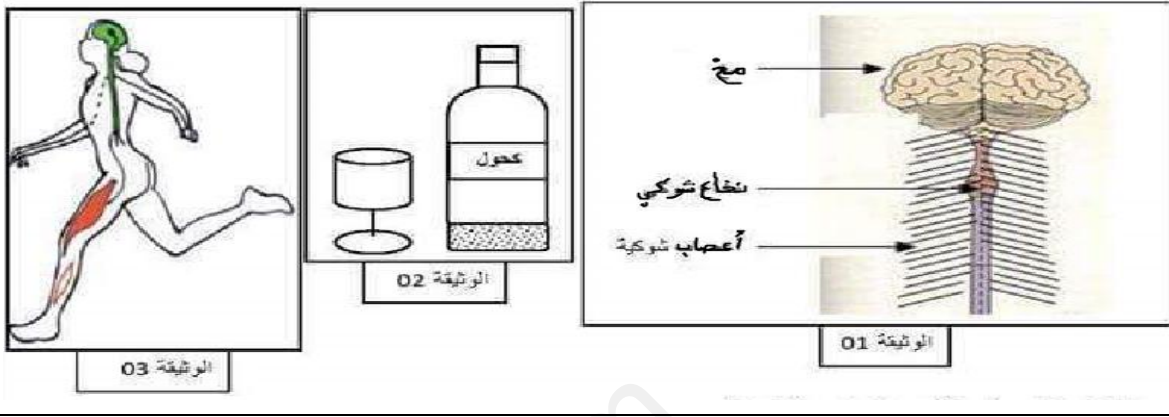 مخ
نخاع شوكي
أعصاب شوكية
الوثيقة 01
كحول
الوثيقة 02
الوثيقة 03